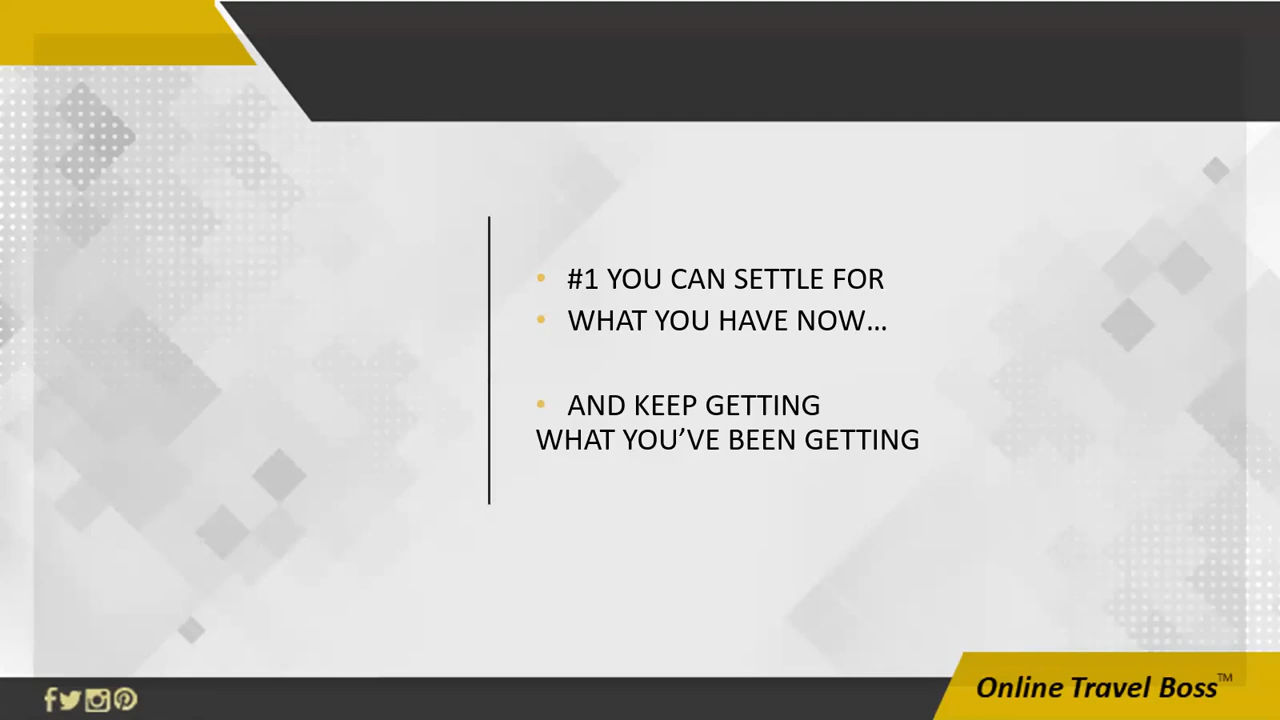 • #1 YOU CAN SETTLE FOR
• WHAT YOU HAVE NOW…
• AND KEEP GETTING
WHAT YOU’VE BEEN GETTING
Online Travel Boss™